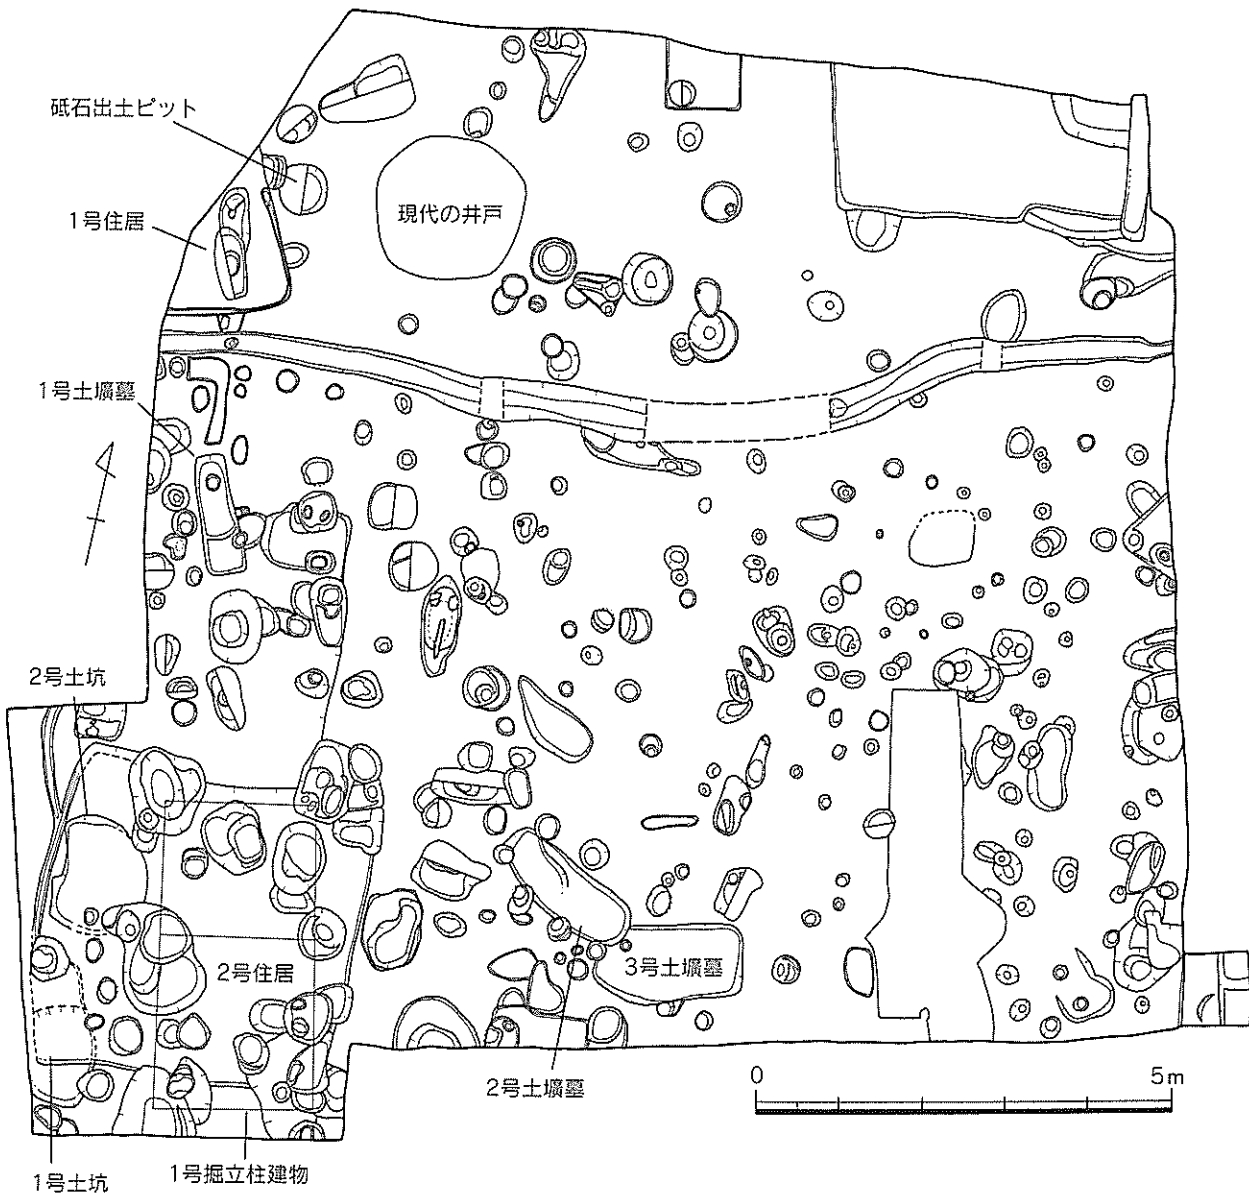 砥石出土ピット
1号住居
現代の井戸
1号土壙墓
2号土坑
2号住居
3号土壙墓
2号土壙墓
0 5m
1号土坑
1号掘立柱建物